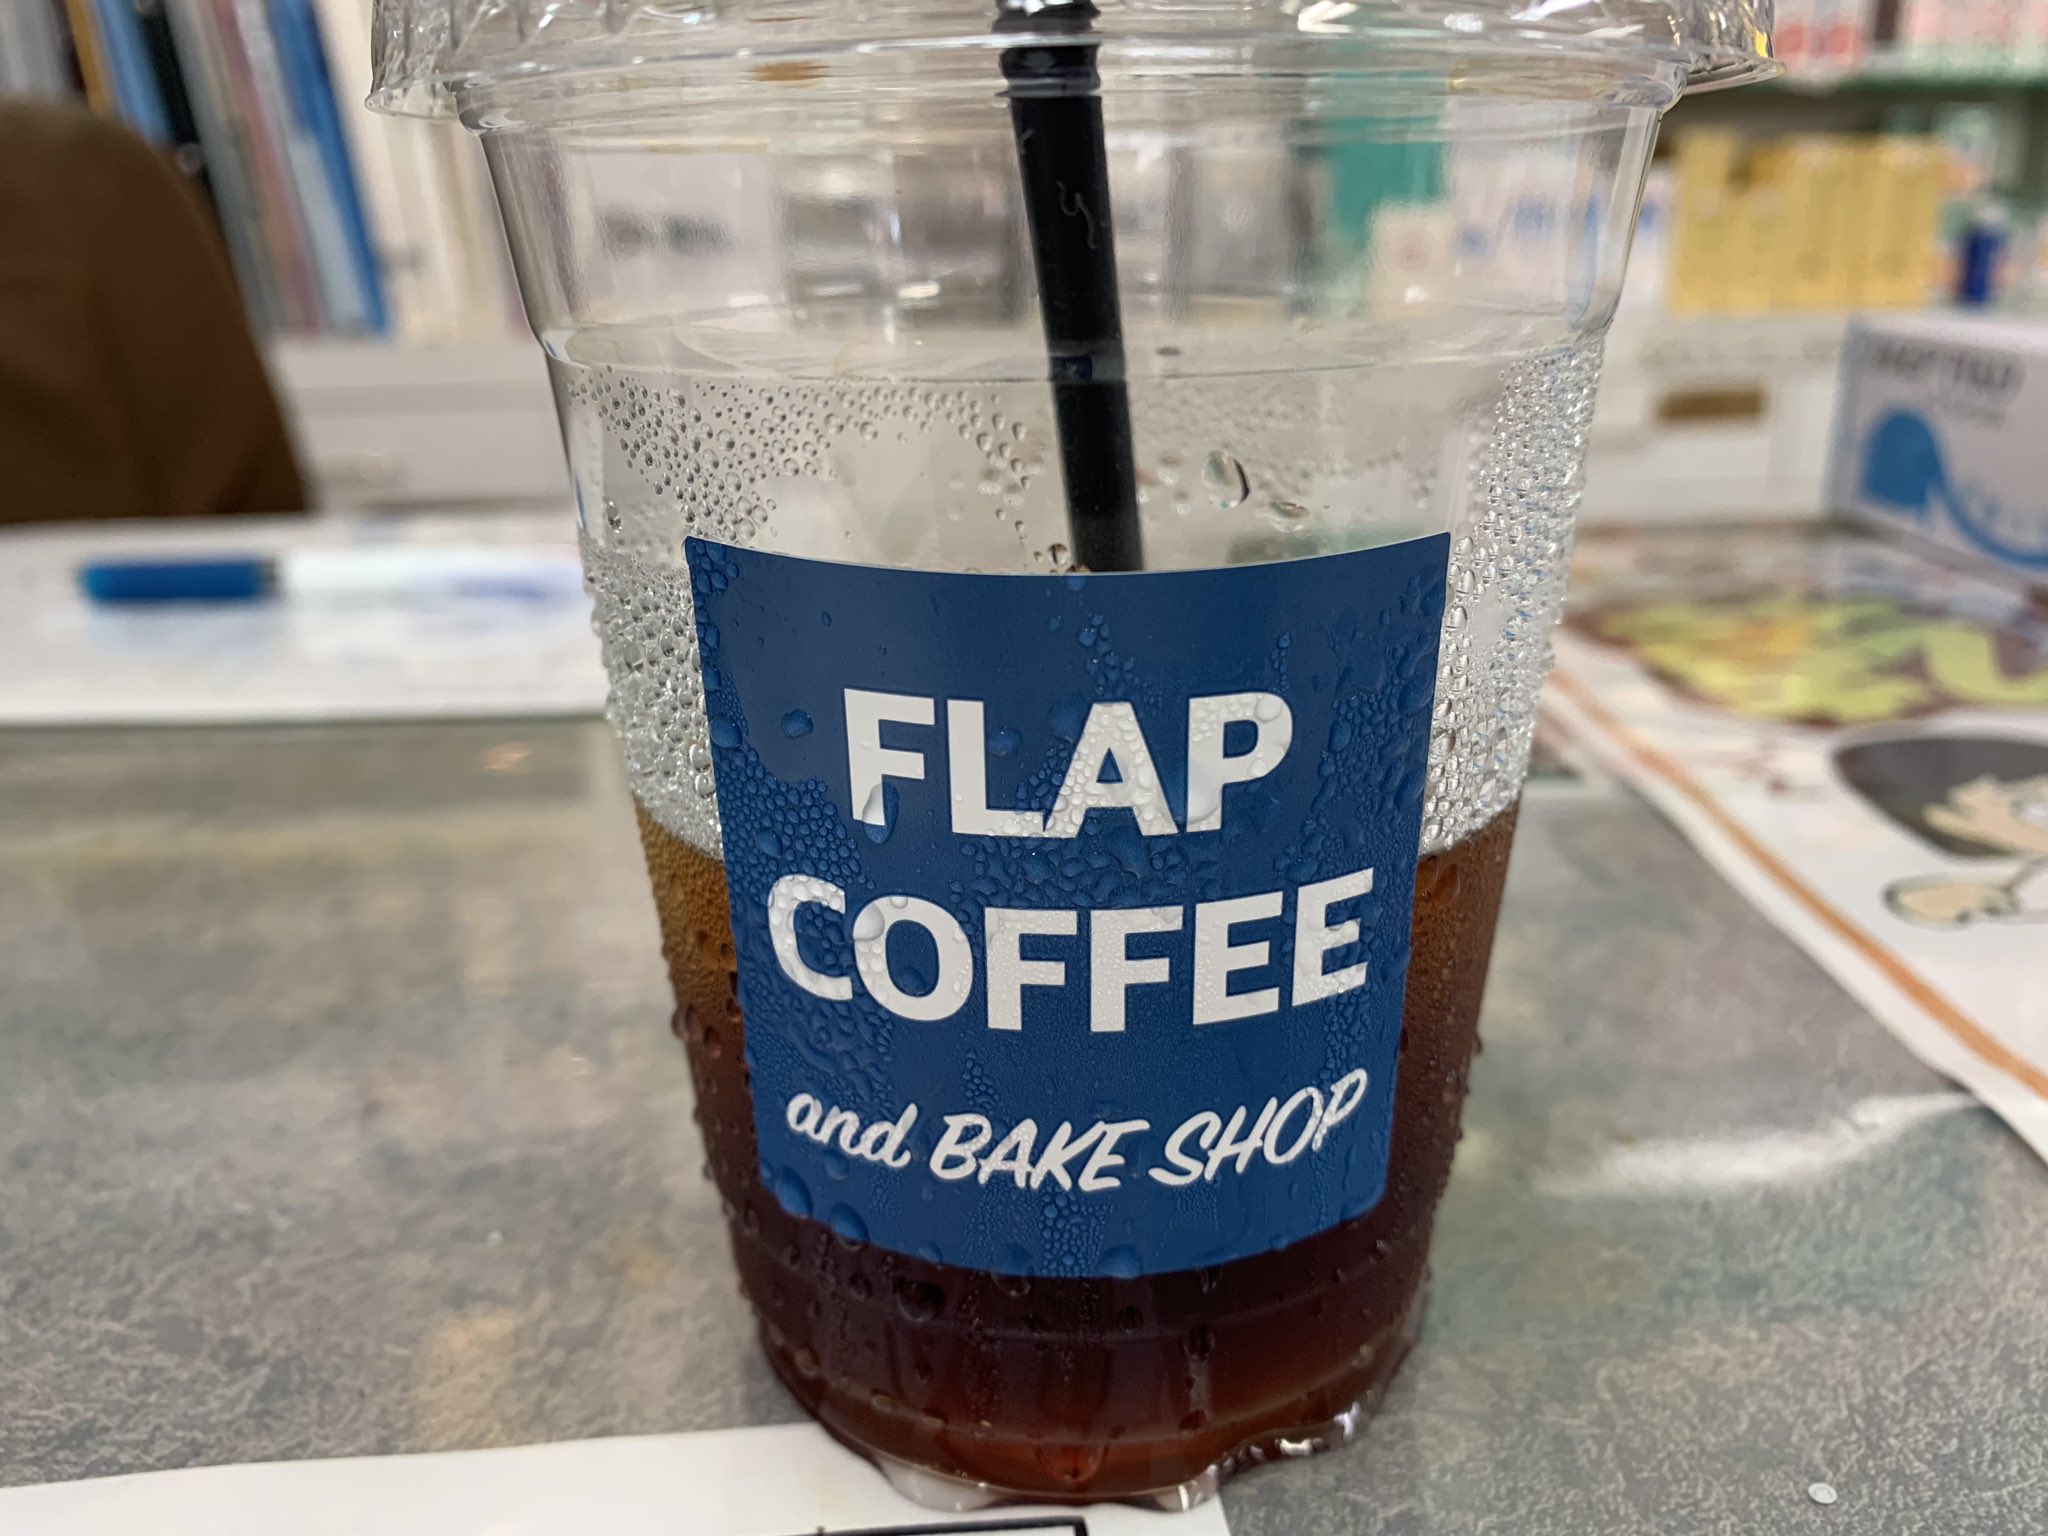 FLAP
COFFEE
and BAKE SHOP